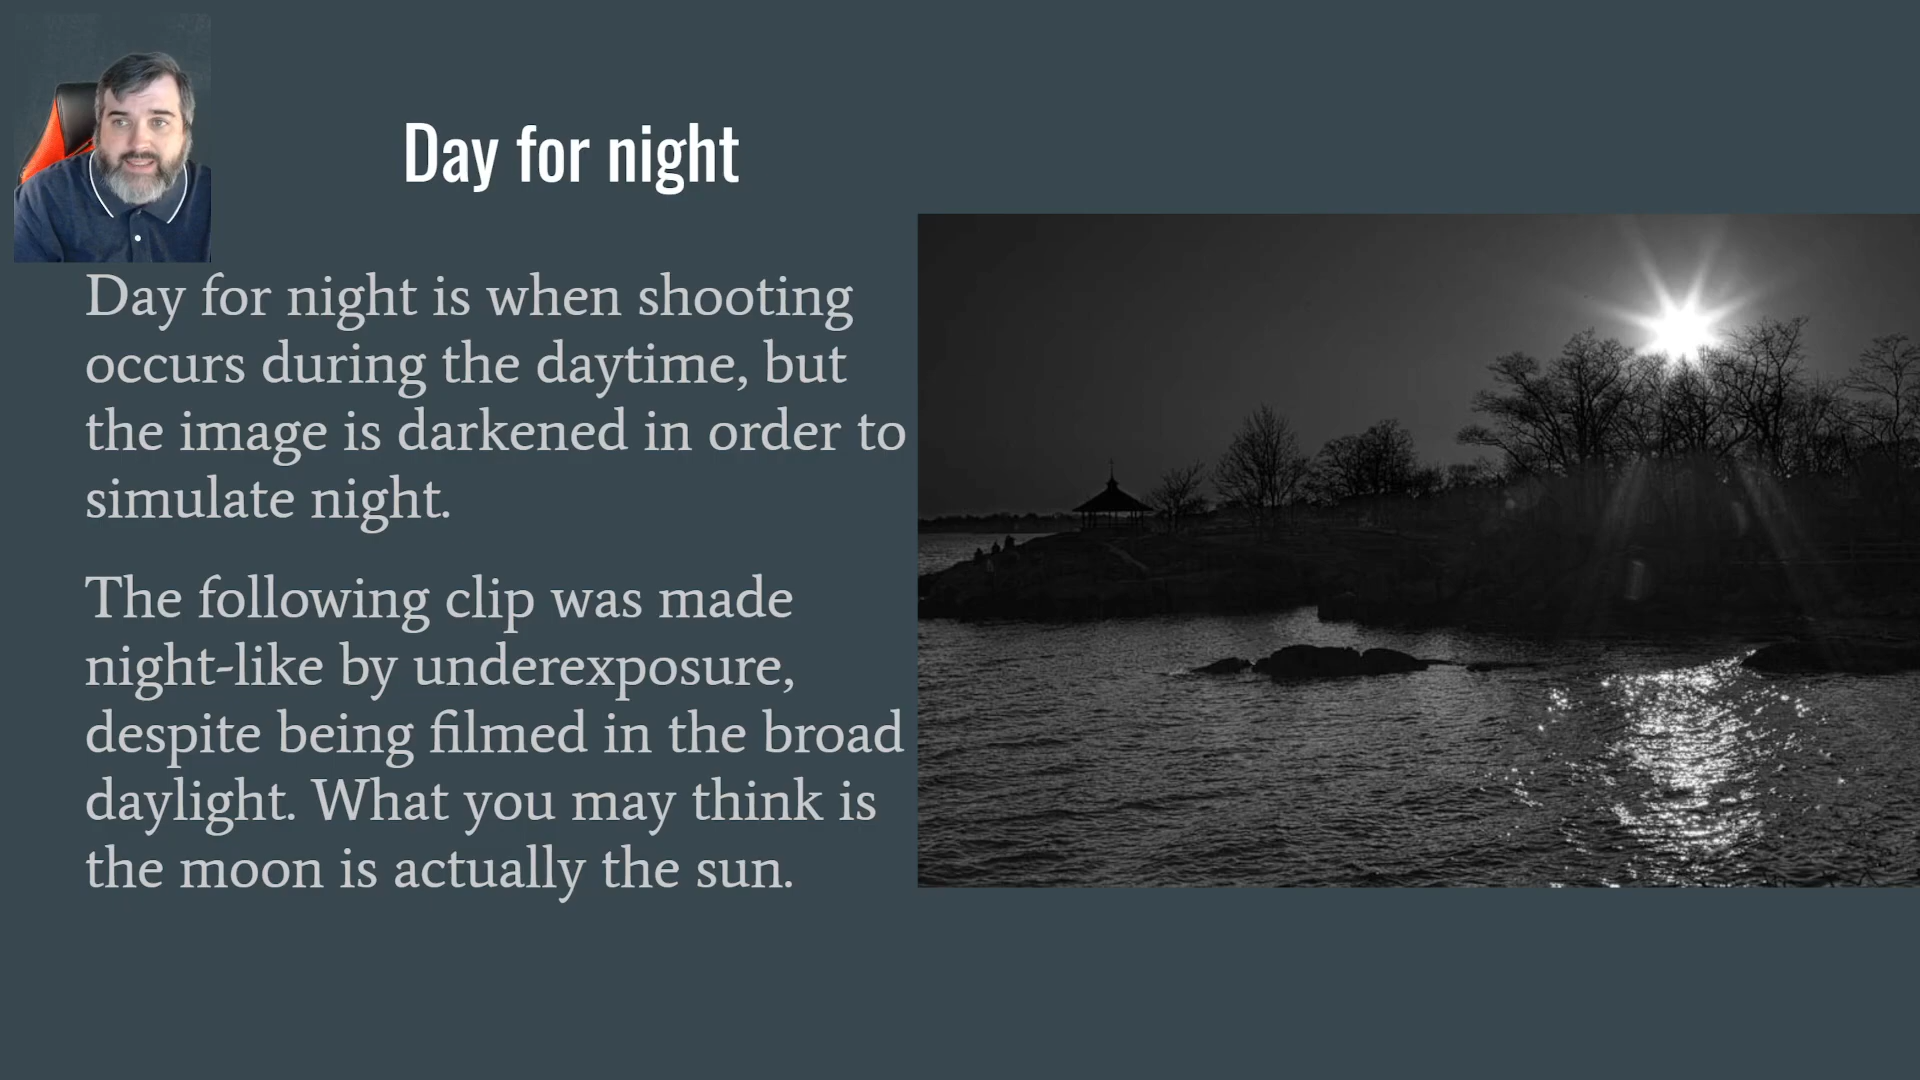 Day for night
Day for night is when shooting
occurs during the daytime, but
the image is darkened in order to
simulate night.
The following clip was made
night-like by underexposure,
despite being filmed in the broad
daylight. What you may think is
the moon is actually the sun.